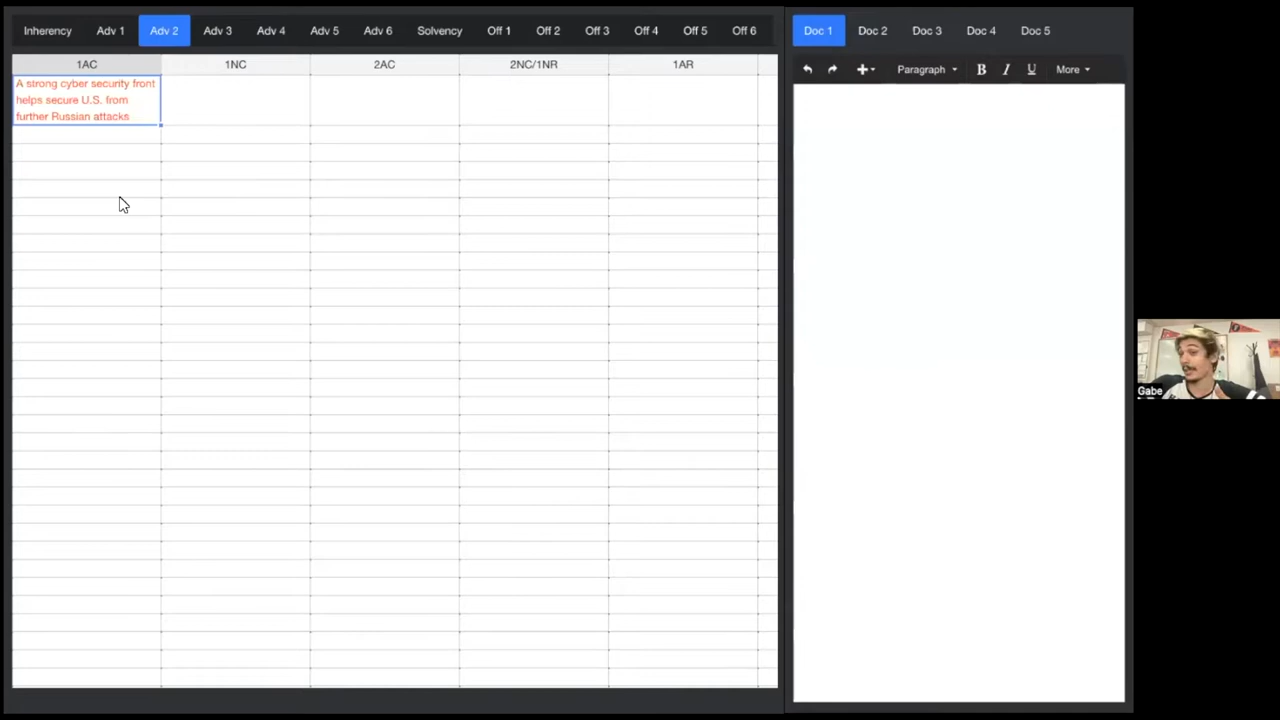 Inherency Adv 1 Adv 2 Adv 3 Adv 4 Adv 5 Adv 6 Solvency Off 1 Off 2 Off 3 Off 4 Off 5 Off 6
1AC 1NC 2AC 2NC/1NR 1AR
A strong cyber security front
helps secure U.S. from
further Russian attacks
Doc 1 Doc 2 Doc 3 Doc 4 Doc 5
Paragraph B I U More
Gabe